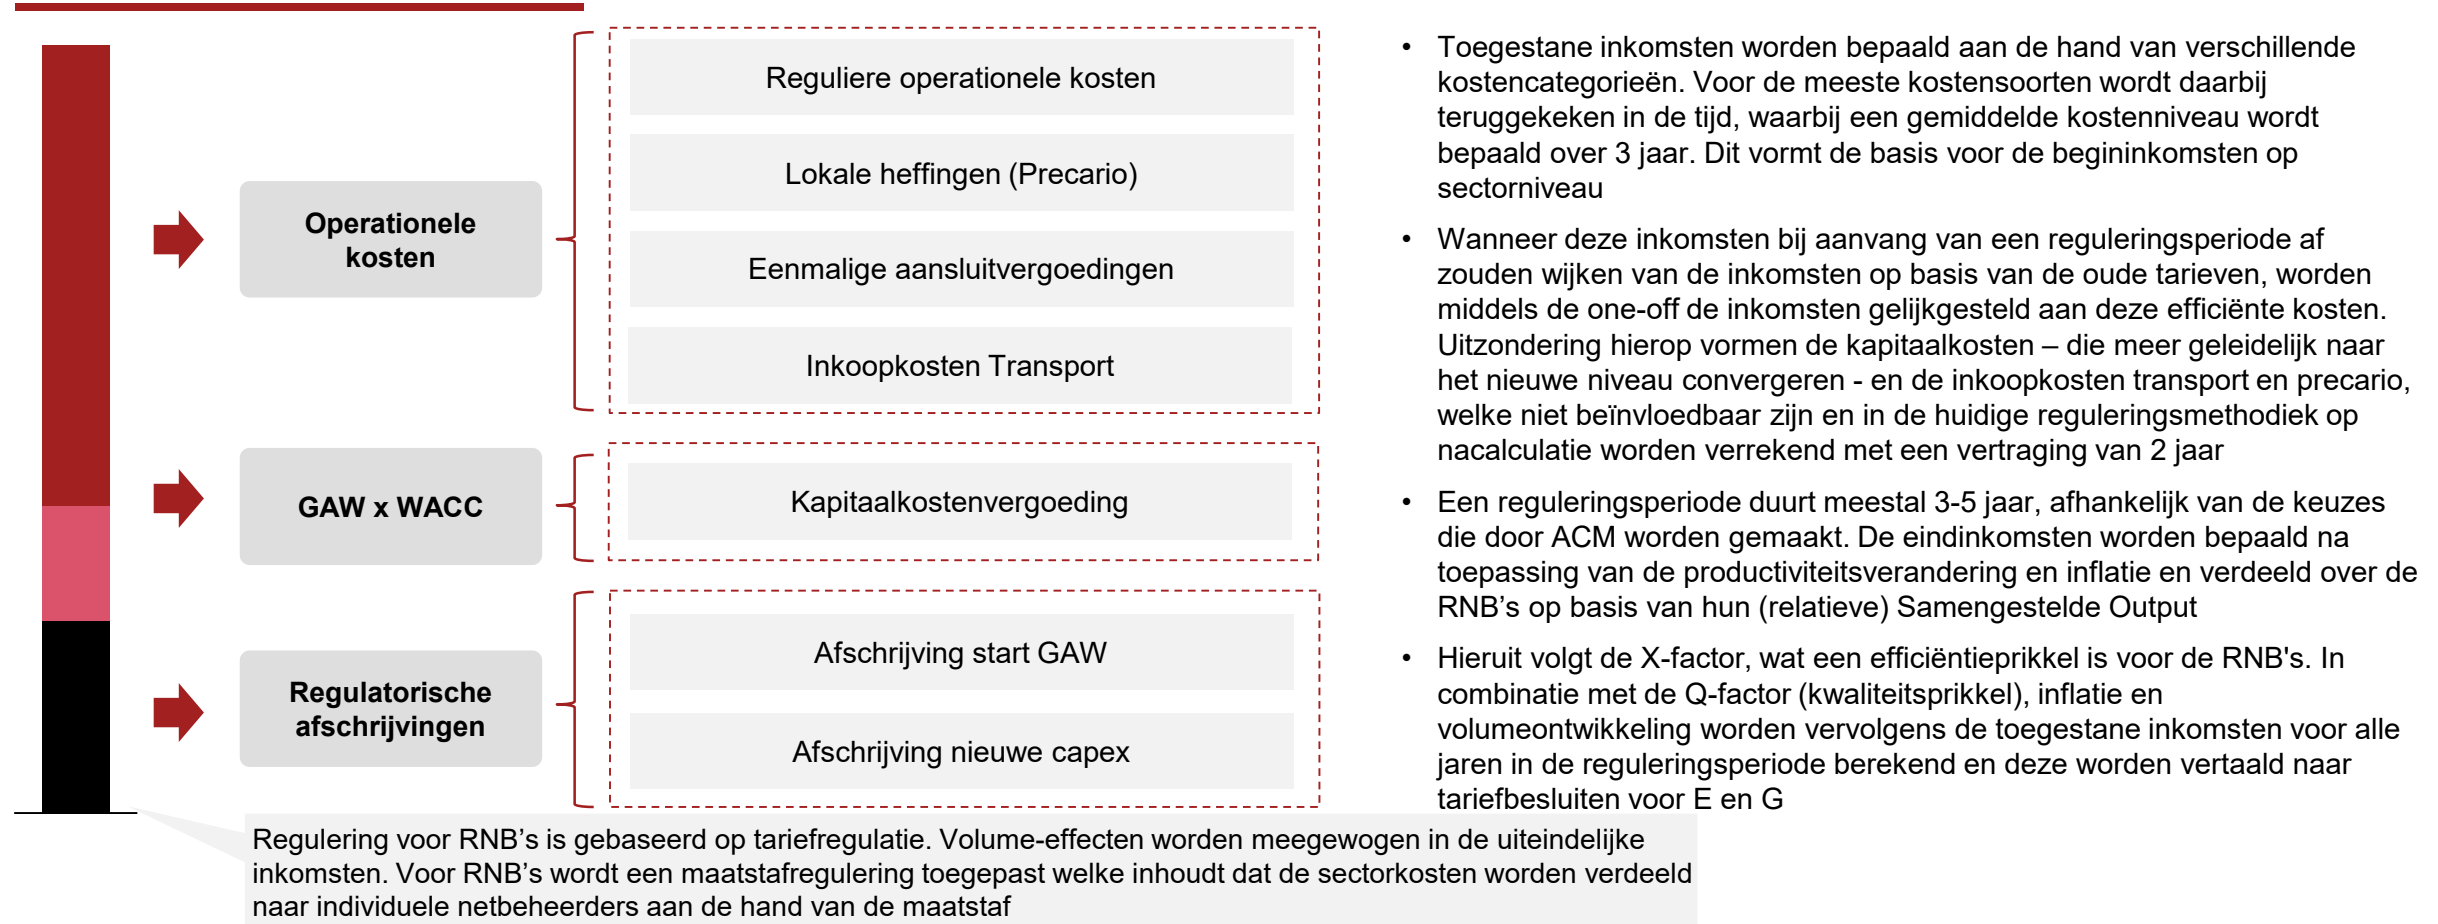 Operationele
kosten
Reguliere operationele kosten
Lokale heffingen (Precario)
Eenmalige aansluitvergoedingen
Inkoopkosten Transport
GAW x WACC
Kapitaalkostenvergoeding
Regulatorische
afschrijvingen
Afschrijving start GAW
Afschrijving nieuwe capex
• Toegestane inkomsten worden bepaald aan de hand van verschillende
kostencategorieën. Voor de meeste kostensoorten wordt daarbij
teruggekeken in de tijd, waarbij een gemiddelde kostenniveau wordt
bepaald over 3 jaar. Dit vormt de basis voor de begininkomsten op
sectorniveau
• Wanneer deze inkomsten bij aanvang van een reguleringsperiode af
zouden wijken van de inkomsten op basis van de oude tarieven, worden
middels de one-off de inkomsten gelijkgesteld aan deze efficiënte kosten.
Uitzondering hierop vormen de kapitaalkosten – die meer geleidelijk naar
het nieuwe niveau convergeren - en de inkoopkosten transport en precario,
welke niet beïnvloedbaar zijn en in de huidige reguleringsmethodiek op
nacalculatie worden verrekend met een vertraging van 2 jaar
• Een reguleringsperiode duurt meestal 3-5 jaar, afhankelijk van de keuzes
die door ACM worden gemaakt. De eindinkomsten worden bepaald na
toepassing van de productiviteitsverandering en inflatie en verdeeld over de
RNB’s op basis van hun (relatieve) Samengestelde Output
• Hieruit volgt de X-factor, wat een efficiëntieprikkel is voor de RNB's. In
combinatie met de Q-factor (kwaliteitsprikkel), inflatie en
volumeontwikkeling worden vervolgens de toegestane inkomsten voor alle
jaren in de reguleringsperiode berekend en deze worden vertaald naar
tariefbesluiten voor E en G
Regulering voor RNB’s is gebaseerd op tariefregulatie. Volume-effecten worden meegewogen in de uiteindelijke
inkomsten. Voor RNB’s wordt een maatstafregulering toegepast welke inhoudt dat de sectorkosten worden verdeeld
naar individuele netbeheerders aan de hand van de maatstaf